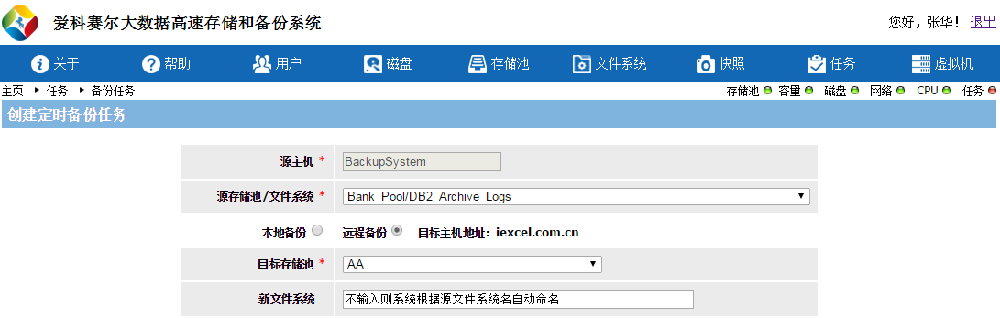 爱科赛尔大数据高速存储和备份系统 您好，张华！ 退出
关于 帮助 用户 磁盘 存储池 文件系统 快照 任务 虚拟机
主页 任务 备份任务 存储池 容量 磁盘 网络 CPU 任务
创建定时备份任务
源主机 * BackupSystem
源存储池/文件系统 * Bank_Pool/DB2_Archive_Logs
本地备份 远程备份 目标主机地址：iexcel.com.cn
目标存储池 * AA
新文件系统 不输入则系统根据源文件系统名自动命名